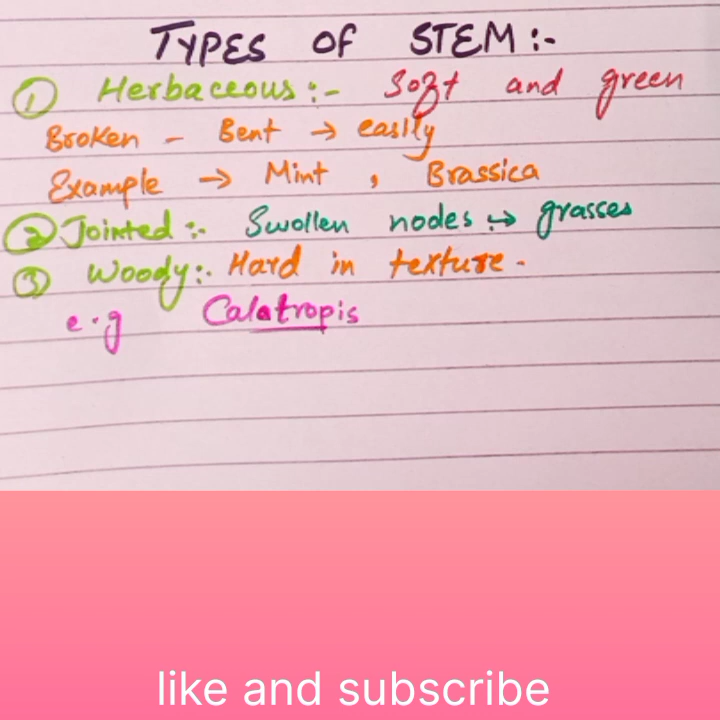 TYPES OF STEM :-
① Herbaceous :- Soft and green
Broken - Bent → easily
Example → Mint , Brassica
② Jointed :- Swollen nodes :→ grasses
③ Woody :- Hard in texture -
e.g Calatropis
like and subscribe